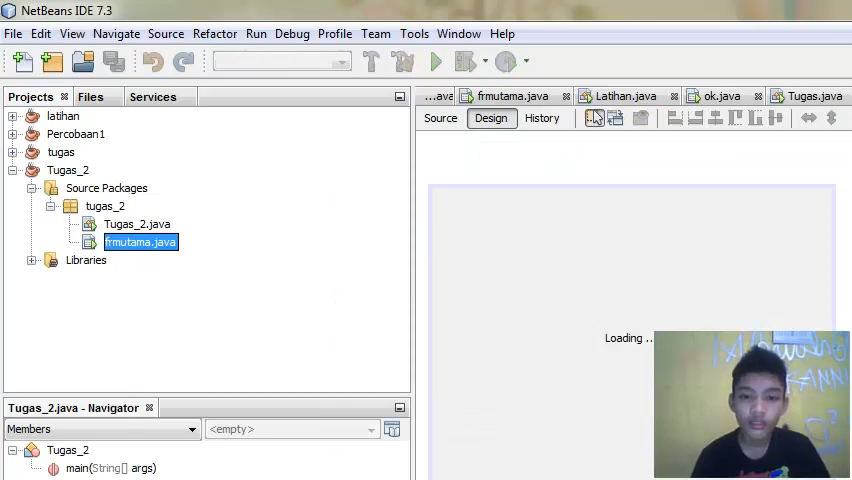 NetBeans IDE 7.3
File Edit View Navigate Source Refactor Run Debug Profile Team Tools Window Help
Projects Files Services
...ava frmutama.java Latihan.java ok.java Tugas.java
Source Design History
latihan
Percobaan1
tugas
Tugas_2
Source Packages
tugas_2
Tugas_2.java
frmutama.java
Libraries
Loading ..
Tugas_2.java - Navigator
Members <empty>
Tugas_2
main(String[] args)